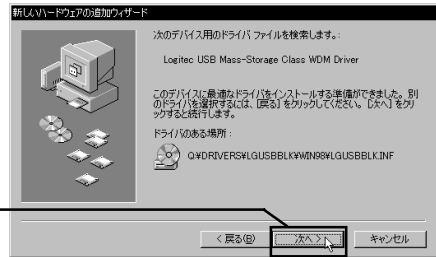 新しいハードウェアの追加ウィザード
次のデバイス用のドライバ ファイルを検索します。:
Logitec USB Mass-Storage Class WDM Driver
このデバイスに最適なドライバをインストールする準備ができました。別
のドライバを選択するには、[戻る] をクリックしてください。[次へ] をクリ
ックすると続行します。
ドライバのある場所 :
Q:¥DRIVERS¥LGUSBBLK¥WIN98¥LGUSBBLK.INF
< 戻る(B)
次へ >
キャンセル